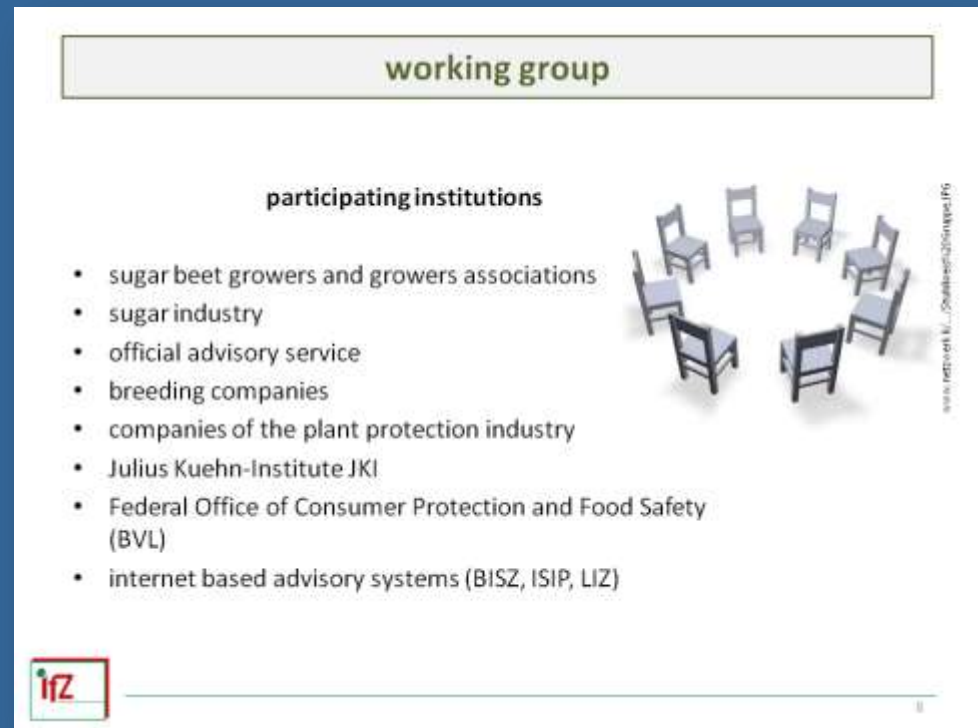 working group
participating institutions
• sugar beet growers and growers associations
• sugar industry
• official advisory service
• breeding companies
• companies of the plant protection industry
• Julius Kuehn-Institute JKI
• Federal Office of Consumer Protection and Food Safety
(BVL)
• internet based advisory systems (BISZ, ISIP, LIZ)
ifZ
8